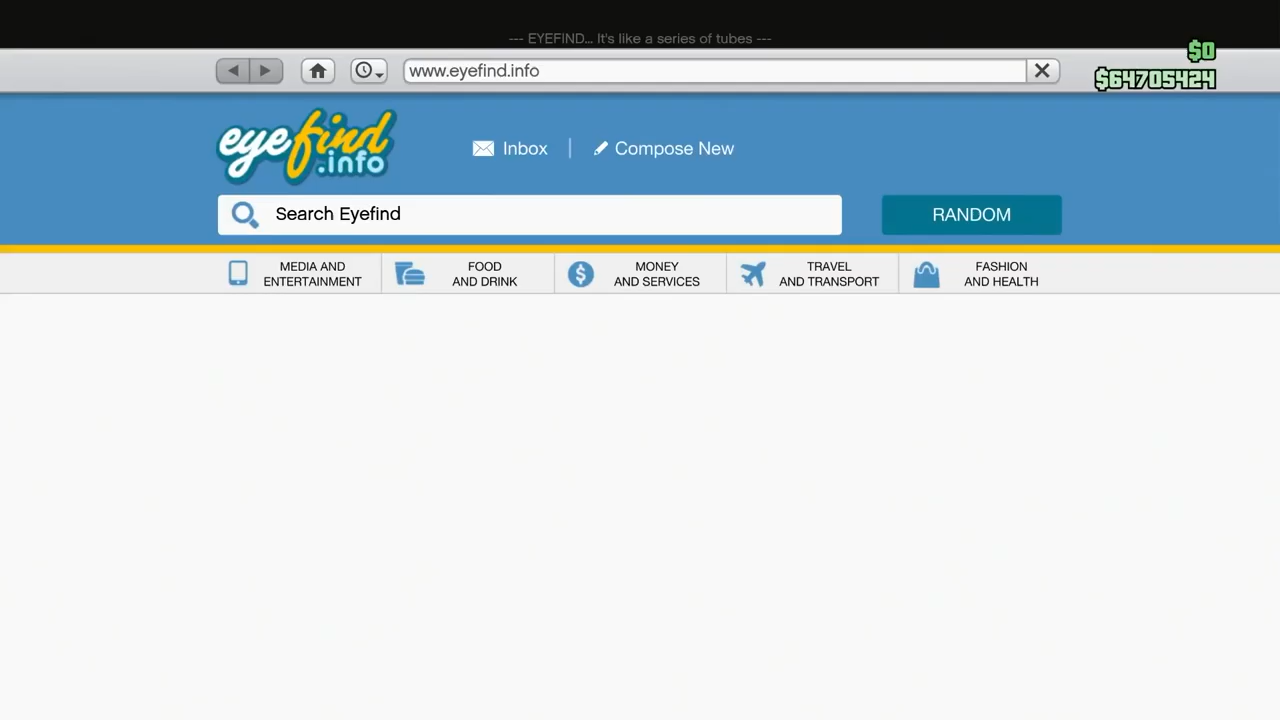 --- EYEFIND... It's like a series of tubes ---
$0
www.eyefind.info
$64705424
eyefind.info
Inbox
Compose New
Search Eyefind
RANDOM
MEDIA AND
ENTERTAINMENT
FOOD
AND DRINK
MONEY
AND SERVICES
TRAVEL
AND TRANSPORT
FASHION
AND HEALTH